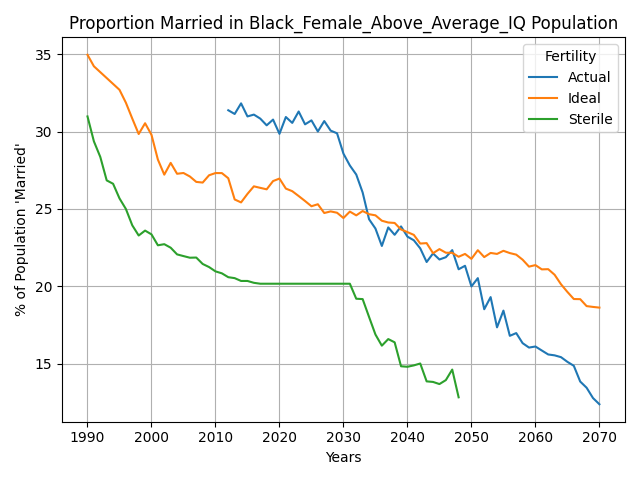 Proportion Married in Black_Female_Above_Average_IQ Population
Fertility
Actual
Ideal
Sterile
% of Population 'Married'
35
30
25
20
15
1990 2000 2010 2020 2030 2040 2050 2060 2070
Years